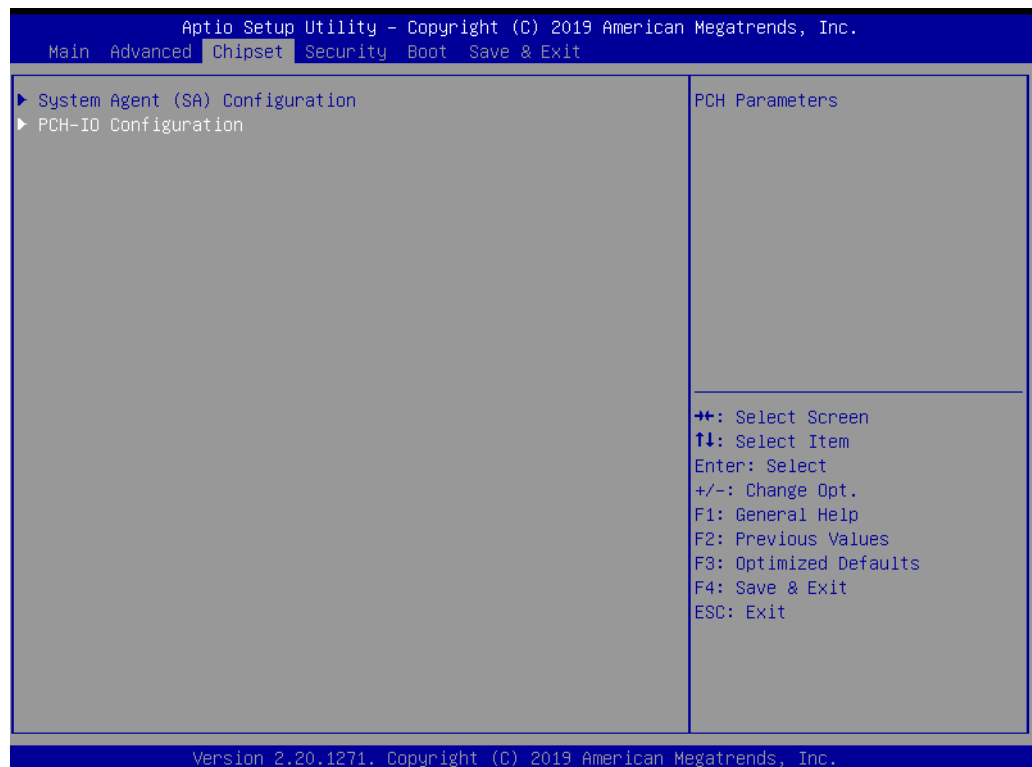 Aptio Setup Utility – Copyright (C) 2019 American Megatrends, Inc.
Main Advanced Chipset Security Boot Save & Exit
▶ System Agent (SA) Configuration
▶ PCH-IO Configuration
PCH Parameters
→←: Select Screen
↑↓: Select Item
Enter: Select
+/-: Change Opt.
F1: General Help
F2: Previous Values
F3: Optimized Defaults
F4: Save & Exit
ESC: Exit
Version 2.20.1271. Copyright (C) 2019 American Megatrends, Inc.